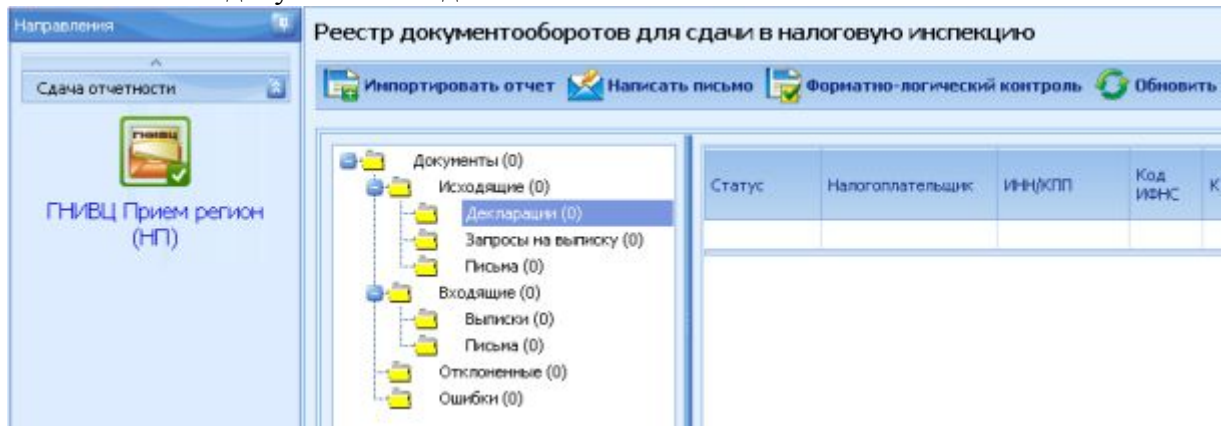 Направления
Реестр документооборотов для сдачи в налоговую инспекцию
Сдача отчетности
Импортировать отчет Написать письмо Форматно-логический контроль Обновить
ГНИВЦ
ГНИВЦ Прием регион
(НП)
Документы (0)
Исходящие (0)
Декларации (0)
Запросы на выписку (0)
Письма (0)
Входящие (0)
Выписки (0)
Письма (0)
Отклоненные (0)
Ошибки (0)
Статус Налогоплательщик ИНН/КПП Код
ИФНС
К